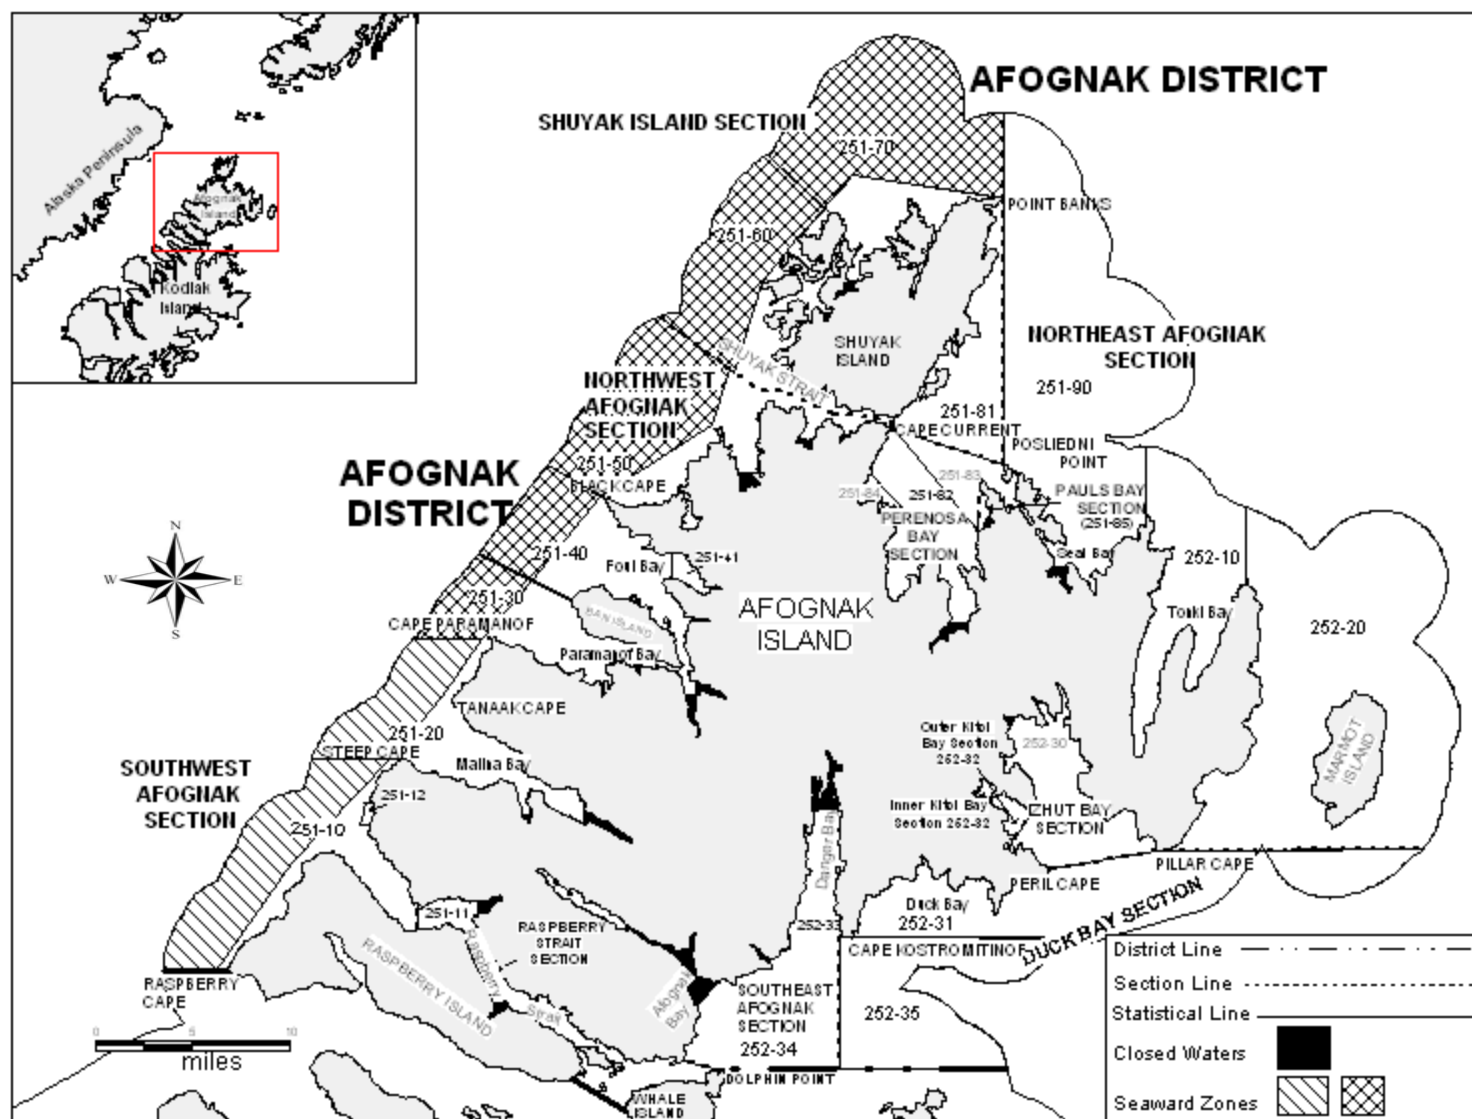 Alaska Peninsula
Afognak
Island
Kodiak
Island
AFOGNAK DISTRICT
SHUYAK ISLAND SECTION
251-70
POINT BANKS
251-60
NORTHEAST AFOGNAK
SECTION
SHUYAK
ISLAND
SHUYAK STRAIT
251-90
NORTHWEST
AFOGNAK
SECTION
251-81
CAPE CURRENT
POSLIEDNI
POINT
251-50
BLACK CAPE
AFOGNAK
DISTRICT
251-83
251-84
251-82
PAULS BAY
SECTION
(251-85)
PERENOSA
BAY
SECTION
Seal Bay
252-10
N
W
E
S
251-40
Foul Bay
251-41
251-30
CAPE PARAMANOF
BAN ISLAND
Paramanof Bay
AFOGNAK
ISLAND
Tonki Bay
252-20
TANAAK CAPE
251-20
STEEP CAPE
Malina Bay
SOUTHWEST
AFOGNAK
SECTION
251-12
251-10
Outer Kitoi
Bay Section
252-32
252-30
MARMOT
ISLAND
Inner Kitoi Bay
Section 252-32
IZHUT BAY
SECTION
PILLAR CAPE
PERIL CAPE
Danger Bay
Duck Bay
252-31
252-33
DUCK BAY SECTION
CAPE KOSTROMITINOF
251-11
RASPBERRY
STRAIT
SECTION
Raspberry
Strait
RASPBERRY ISLAND
RASPBERRY
CAPE
Afognak
Bay
SOUTHEAST
AFOGNAK
SECTION
252-34
252-35
DOLPHIN POINT
WHALE
ISLAND
0 5 10
miles
District Line
Section Line
Statistical Line
Closed Waters
Seaward Zones